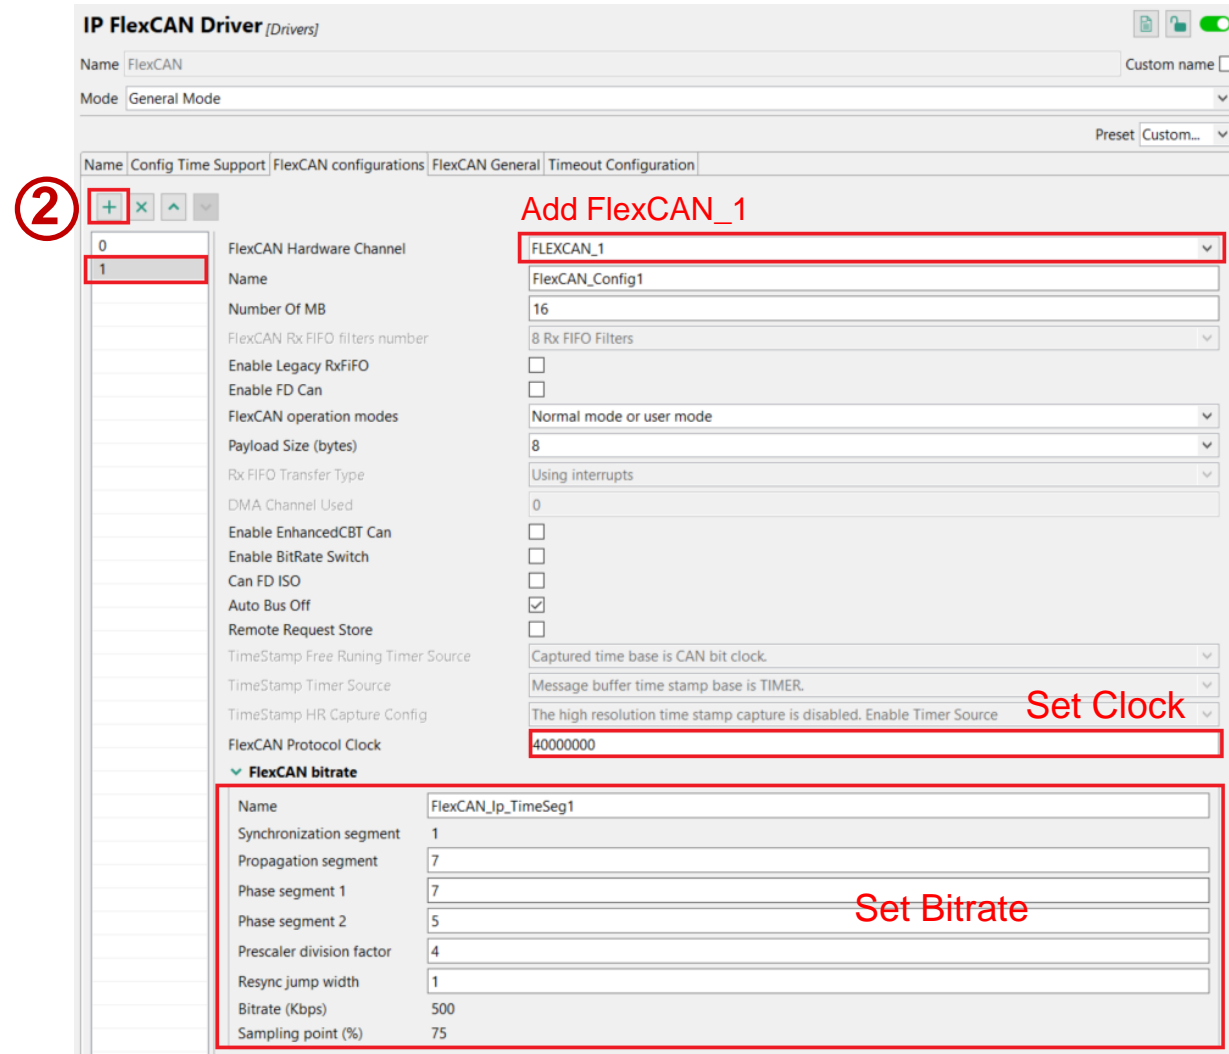 IP FlexCAN Driver [Drivers]
Name FlexCAN Custom name
Mode General Mode
Preset Custom...
Name Config Time Support FlexCAN configurations FlexCAN General Timeout Configuration
2 Add FlexCAN_1
0
1
FlexCAN Hardware Channel FLEXCAN_1
Name FlexCAN_Config1
Number Of MB 16
FlexCAN Rx FIFO filters number 8 Rx FIFO Filters
Enable Legacy RxFiFO
Enable FD Can
FlexCAN operation modes Normal mode or user mode
Payload Size (bytes) 8
Rx FIFO Transfer Type Using interrupts
DMA Channel Used 0
Enable EnhancedCBT Can
Enable BitRate Switch
Can FD ISO
Auto Bus Off
Remote Request Store
TimeStamp Free Runing Timer Source Captured time base is CAN bit clock.
TimeStamp Timer Source Message buffer time stamp base is TIMER.
TimeStamp HR Capture Config The high resolution time stamp capture is disabled. Enable Timer Source
Set Clock
FlexCAN Protocol Clock 40000000
FlexCAN bitrate
Name FlexCAN_Ip_TimeSeg1
Synchronization segment 1
Propagation segment 7
Phase segment 1 7
Set Bitrate
Phase segment 2 5
Prescaler division factor 4
Resync jump width 1
Bitrate (Kbps) 500
Sampling point (%) 75